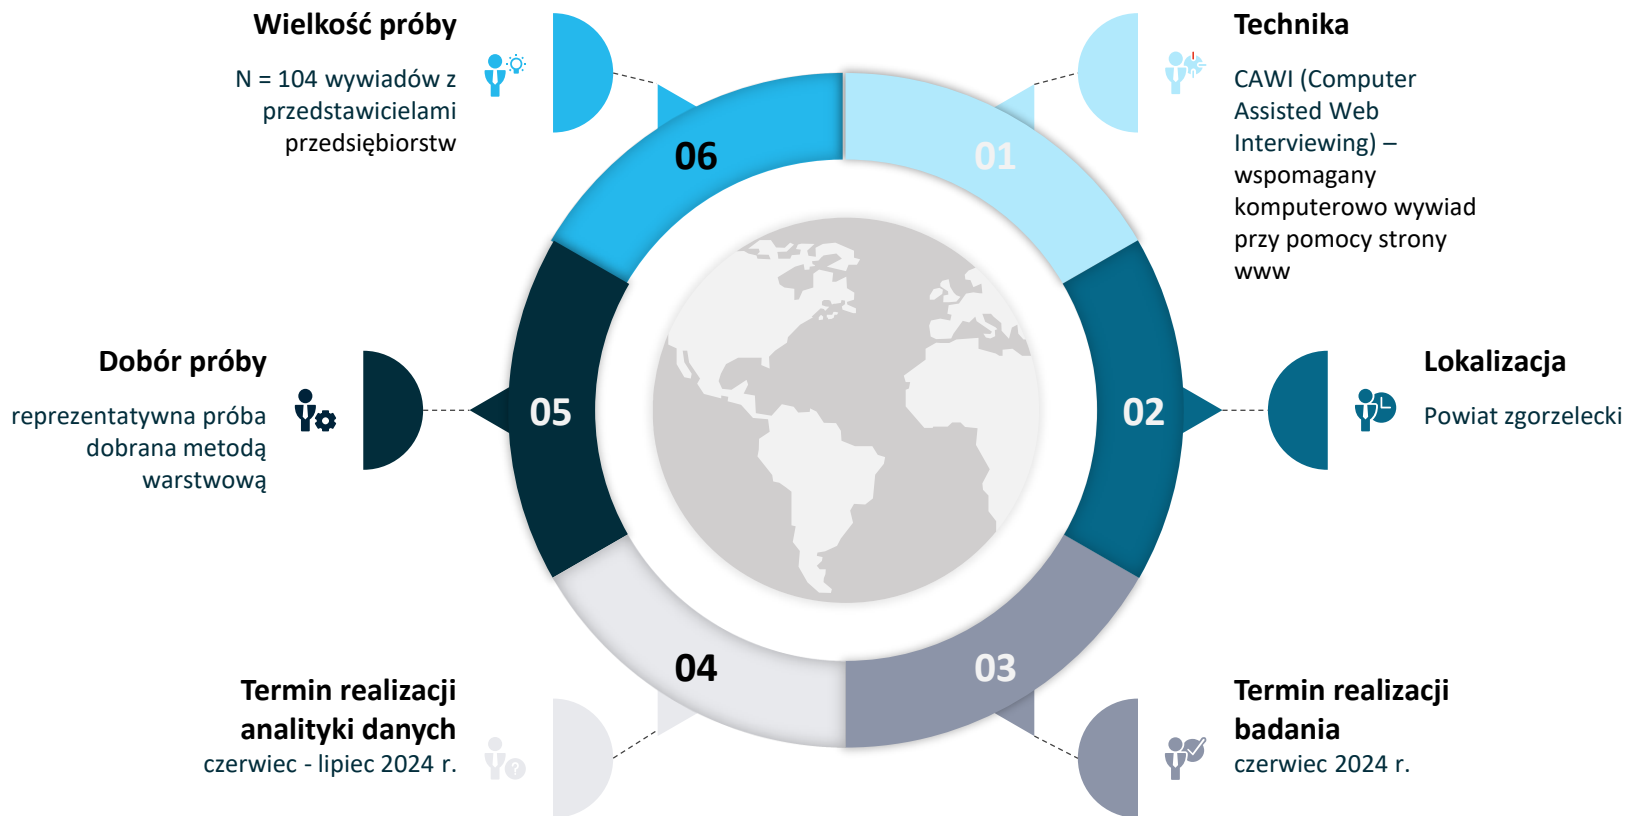 Wielkość próby
N = 104 wywiadów z
przedstawicielami
przedsiębiorstw
06
Technika
CAWI (Computer
Assisted Web
Interviewing) –
wspomagany
komputerowo wywiad
przy pomocy strony
www
01
Dobór próby
reprezentatywna próba
dobrana metodą
warstwową
05
Lokalizacja
Powiat zgorzelecki
02
Termin realizacji
analityki danych
czerwiec - lipiec 2024 r.
04
Termin realizacji
badania
czerwiec 2024 r.
03
?